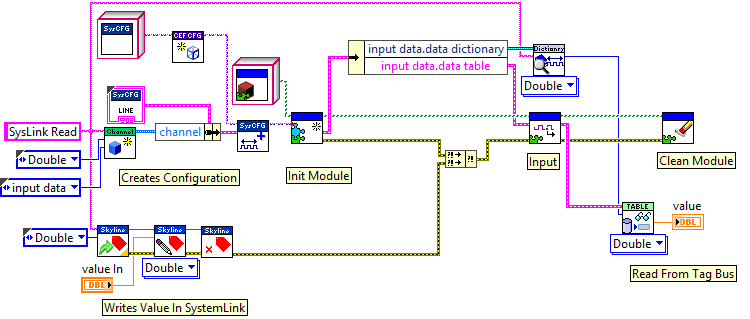 SysCFG
CEF CFG
input data.data dictionary
input data.data table
Dictionry
Double
SysCFG
LINE
SysLink Read
Channel
channel
SysCFG
Double
input data
Creates Configuration
Init Module
Input
Clean Module
Double
Skyline
Skyline
Skyline
Double
value In
DBL
Writes Value In SystemLink
TABLE
Double
value
DBL
Read From Tag Bus